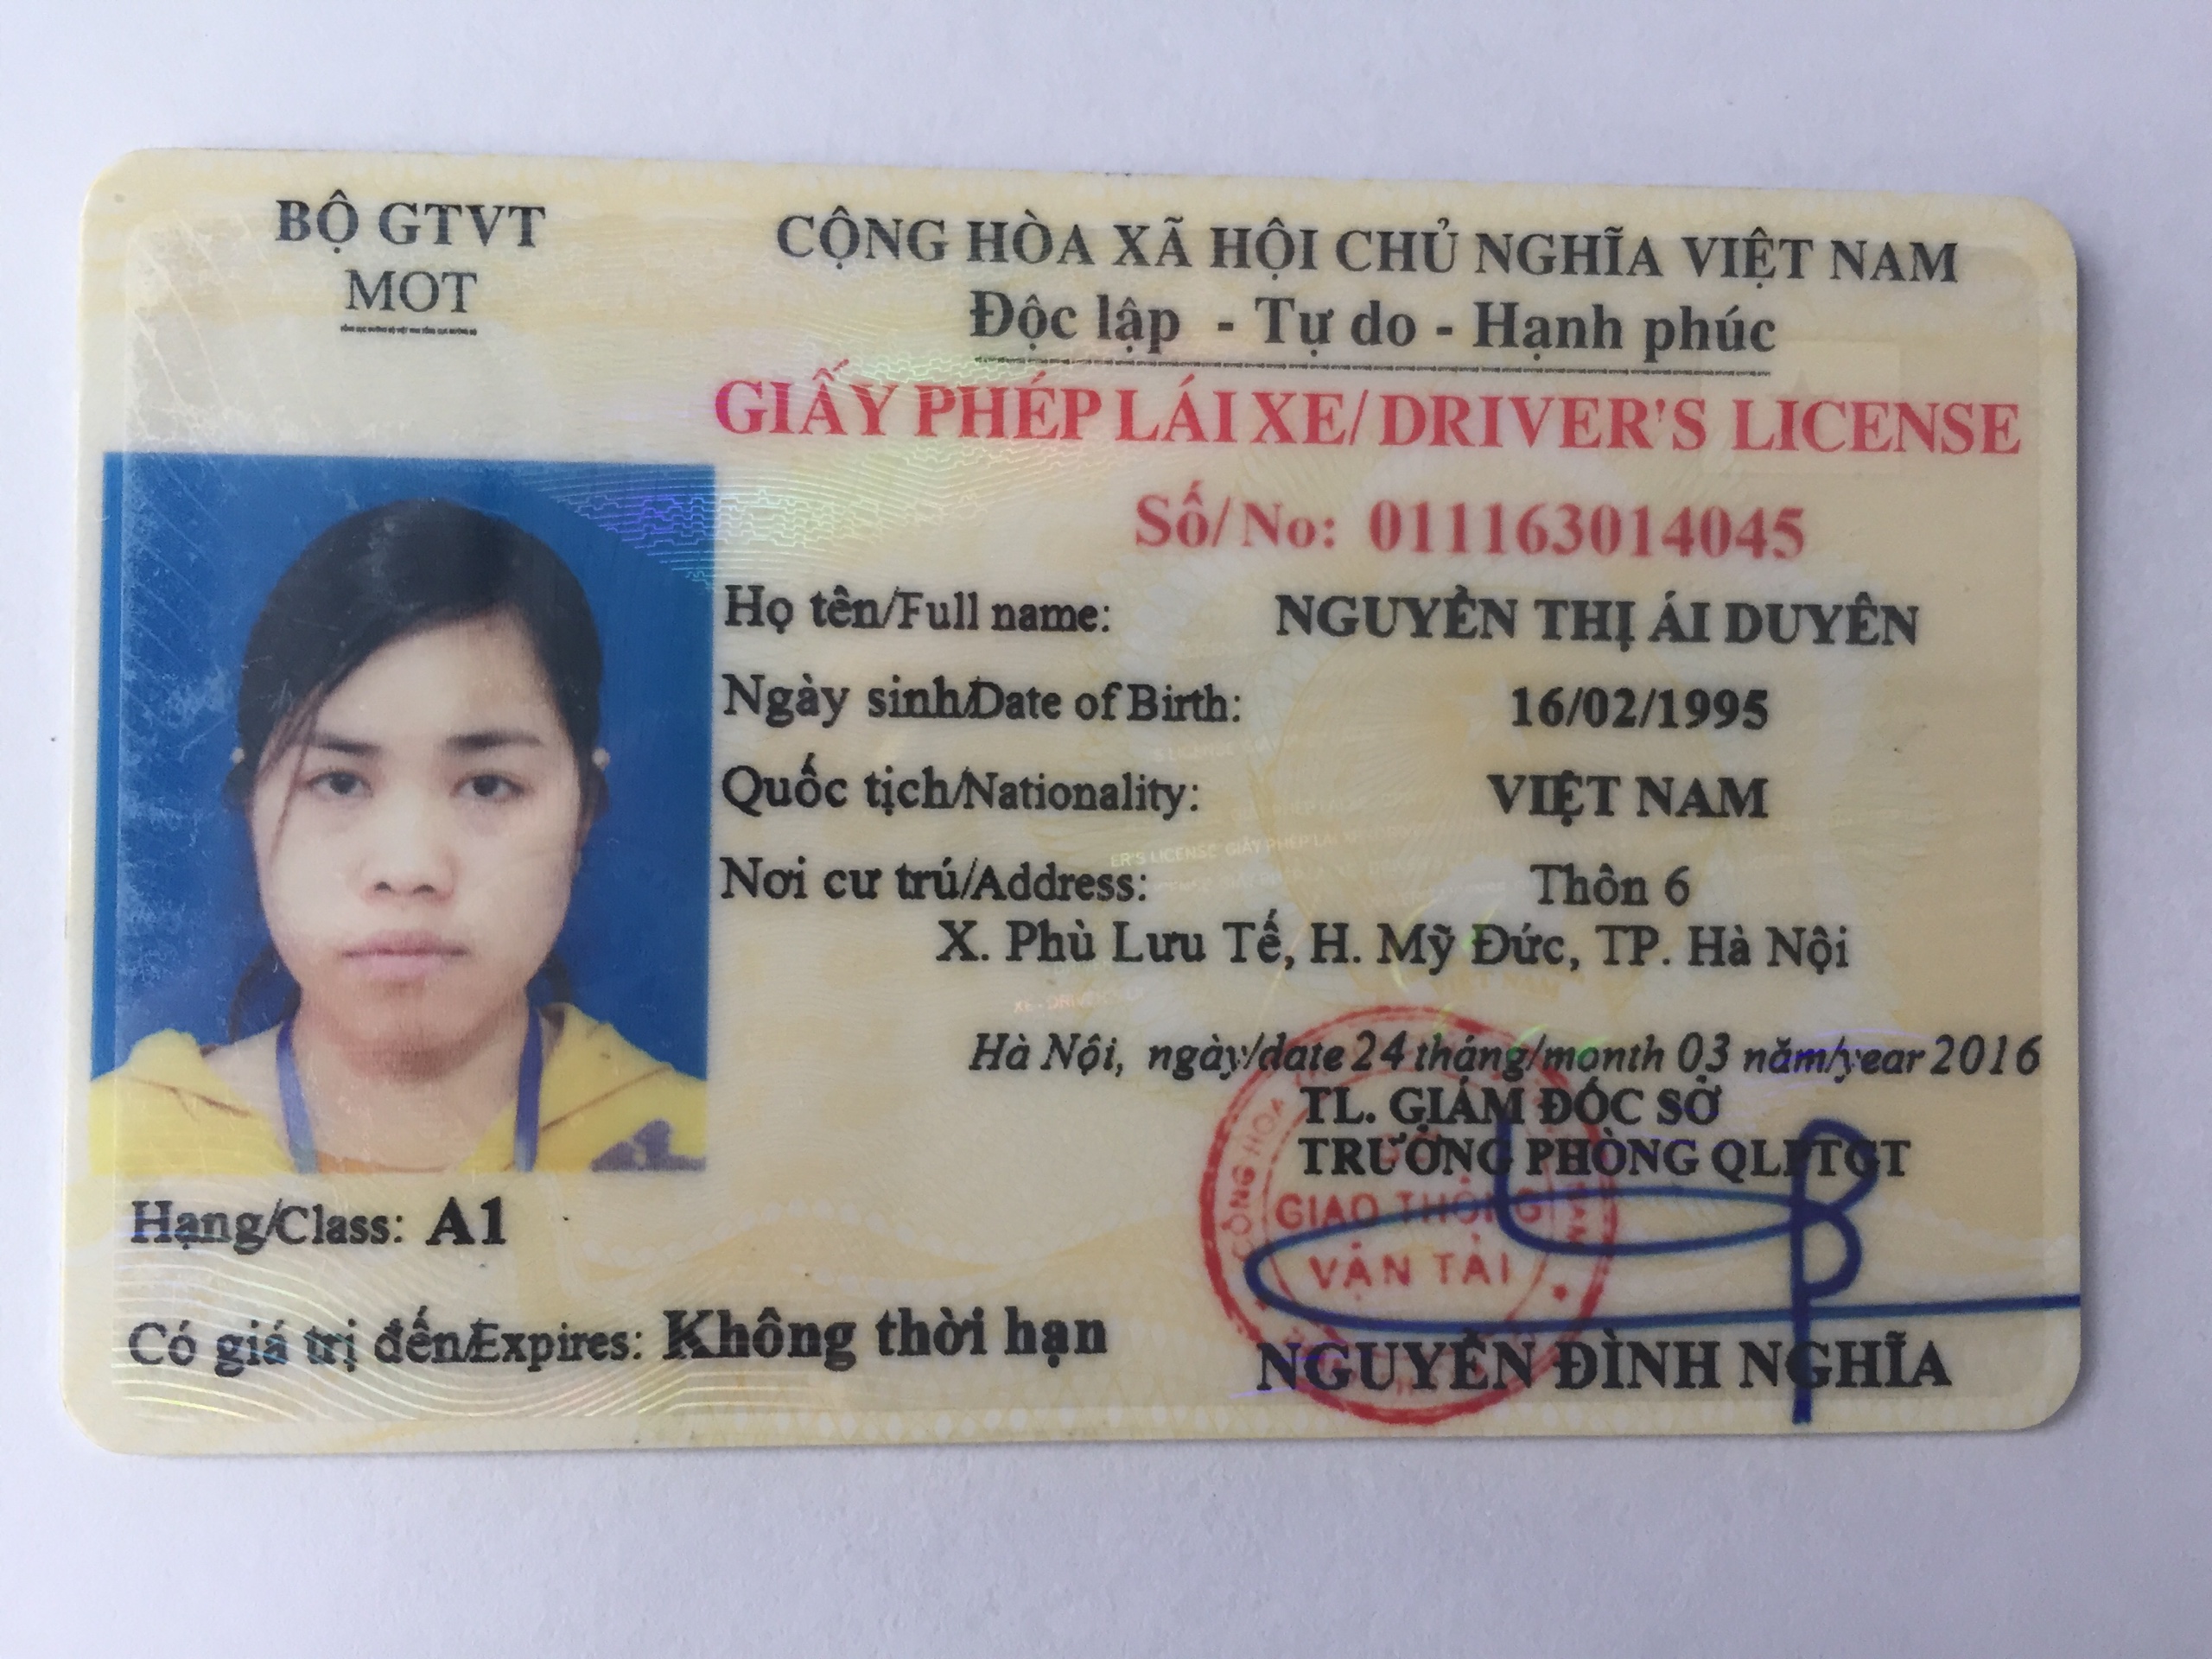 BỘ GTVT
MOT
CỘNG HÒA XÃ HỘI CHỦ NGHĨA VIỆT NAM
Độc lập - Tự do - Hạnh phúc
GIẤY PHÉP LÁI XE/ DRIVER'S LICENSE
Số/ No: 011163014045
Họ tên/Full name: NGUYỄN THỊ ÁI DUYÊN
Ngày sinh/Date of Birth: 16/02/1995
Quốc tịch/Nationality: VIỆT NAM
Nơi cư trú/Address: Thôn 6
X. Phù Lưu Tế, H. Mỹ Đức, TP. Hà Nội
Hà Nội, ngày/date 24 tháng/month 03 năm/year 2016
TL. GIÁM ĐỐC SỞ
TRƯỞNG PHÒNG QLPTGT
GIAO THÔNG
VẬN TẢI
NGUYỄN ĐÌNH NGHĨA
Hạng/Class: A1
Có giá trị đến/Expires: Không thời hạn